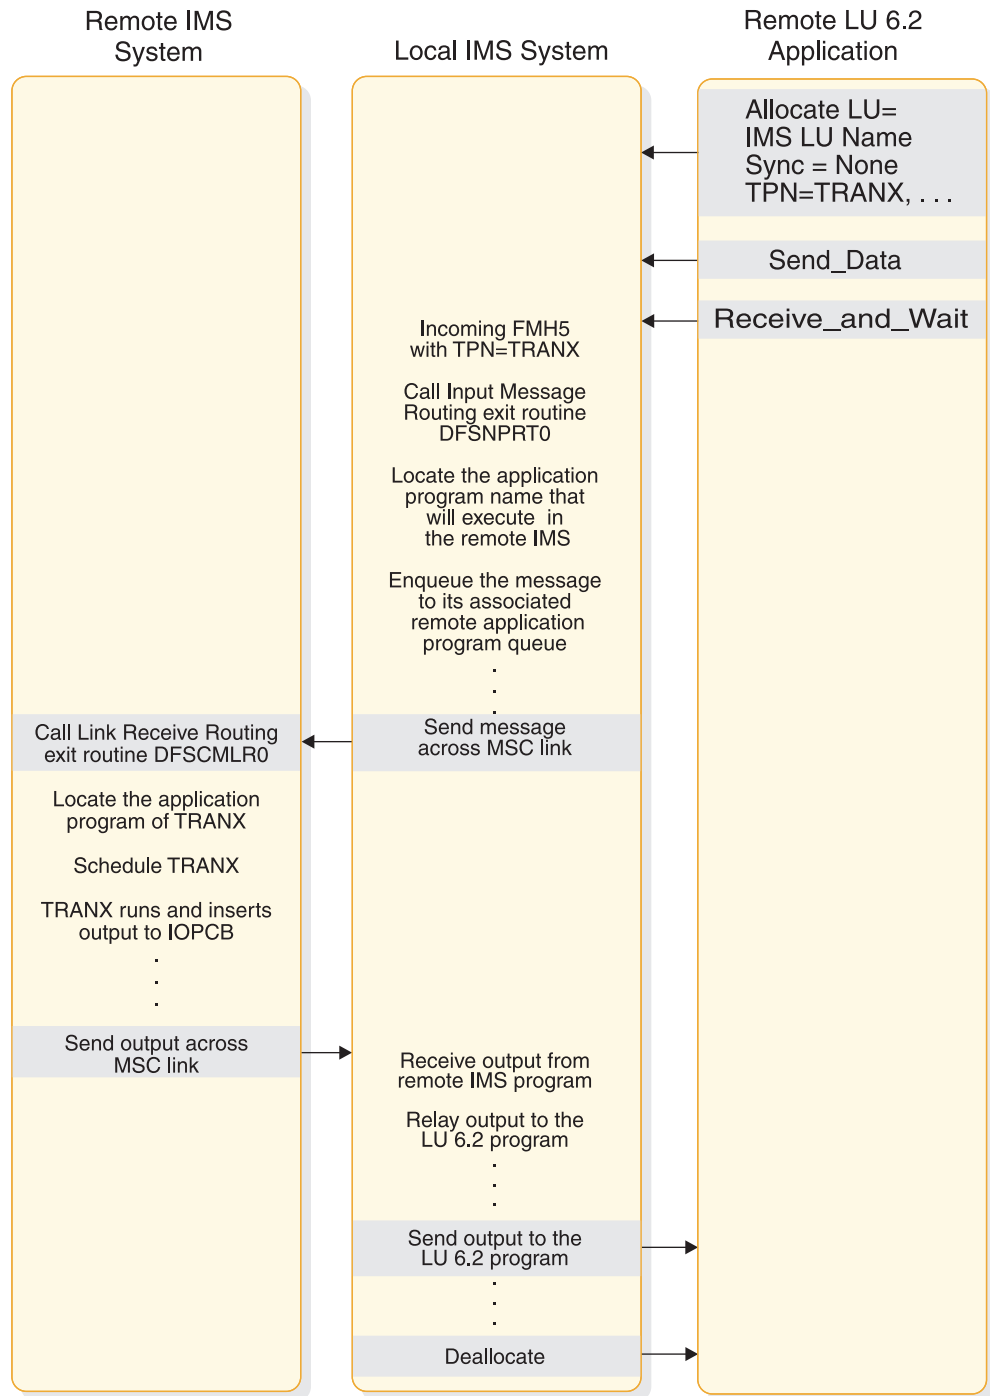 Remote IMS
System
Local IMS System
Remote LU 6.2
Application
Allocate LU=
IMS LU Name
Sync = None
TPN=TRANX, . . .
Send_Data
Receive_and_Wait
Incoming FMH5
with TPN=TRANX
Call Input Message
Routing exit routine
DFSNPRT0
Locate the application
program name that
will execute in
the remote IMS
Enqueue the message
to its associated
remote application
program queue
.
.
.
Send message
across MSC link
Call Link Receive Routing
exit routine DFSCMLR0
Locate the application
program of TRANX
Schedule TRANX
TRANX runs and inserts
output to IOPCB
.
.
.
Send output across
MSC link
Receive output from
remote IMS program
Relay output to the
LU 6.2 program
.
.
.
Send output to the
LU 6.2 program
.
.
.
Deallocate